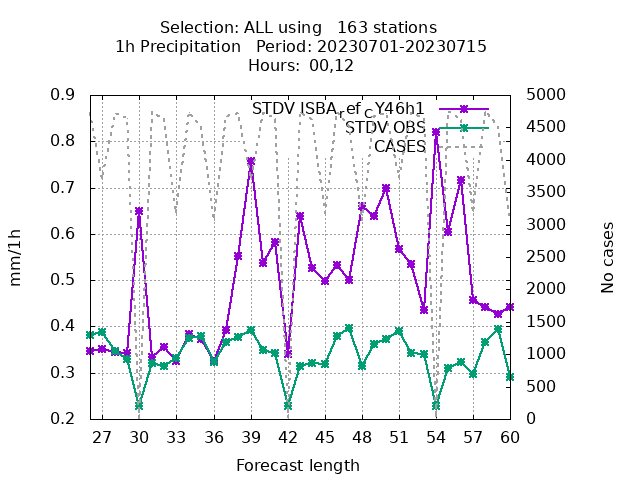 Selection: ALL using   163 stations
1h Precipitation   Period: 20230701-20230715
Hours:  00,12
STDV ISBA_ref_CY46h1
STDV OBS
CASES
0.9
0.8
0.7
0.6
0.5
0.4
0.3
0.2
5000
4500
4000
3500
3000
2500
2000
1500
1000
500
0
mm/1h
No cases
27 30 33 36 39 42 45 48 51 54 57 60
Forecast length